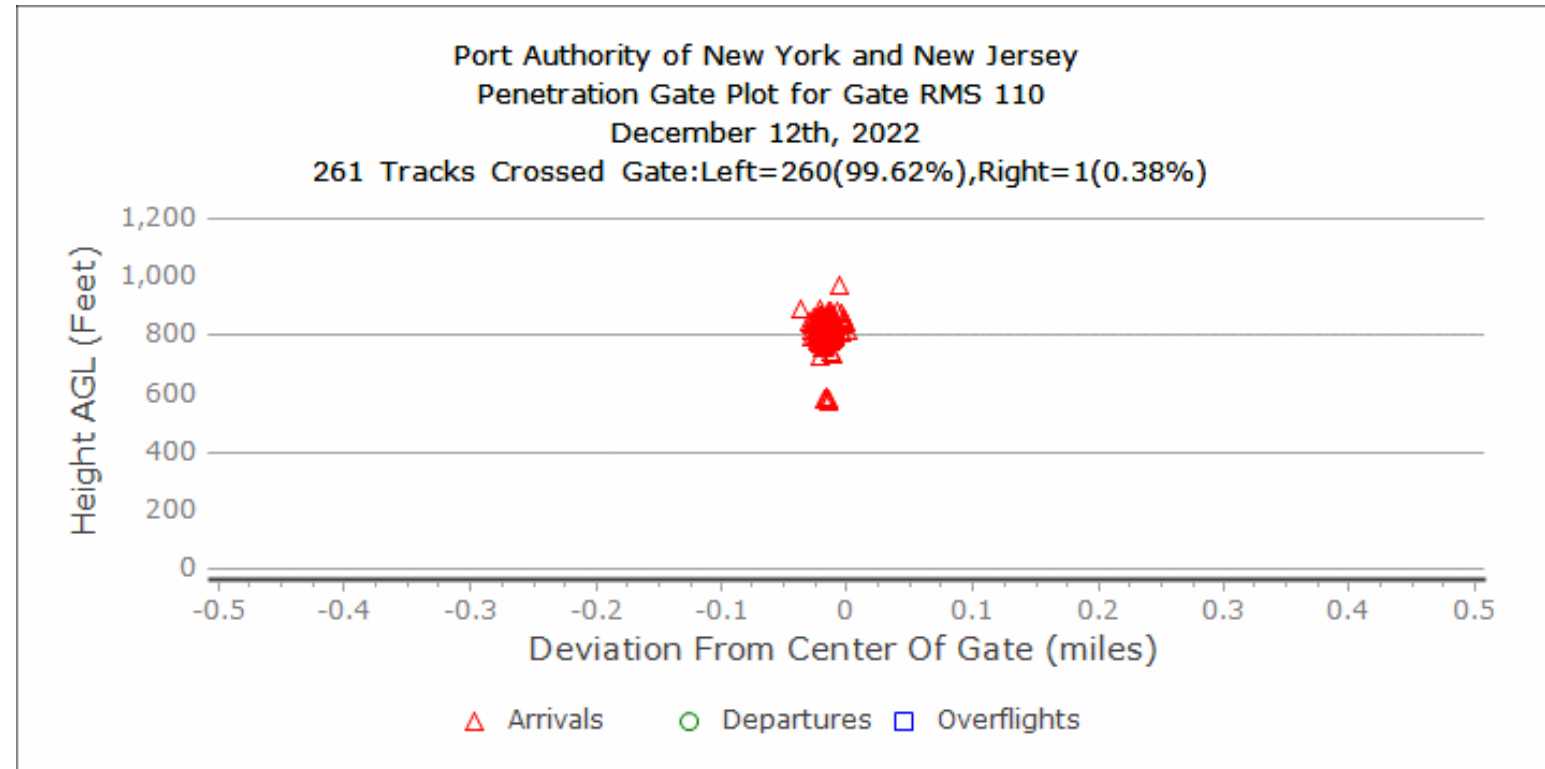 Port Authority of New York and New Jersey
Penetration Gate Plot for Gate RMS 110
December 12th, 2022
261 Tracks Crossed Gate:Left=260(99.62%),Right=1(0.38%)
Height AGL (Feet)
1,200
1,000
800
600
400
200
0
-0.5 -0.4 -0.3 -0.2 -0.1 0 0.1 0.2 0.3 0.4 0.5
Deviation From Center Of Gate (miles)
Arrivals Departures Overflights